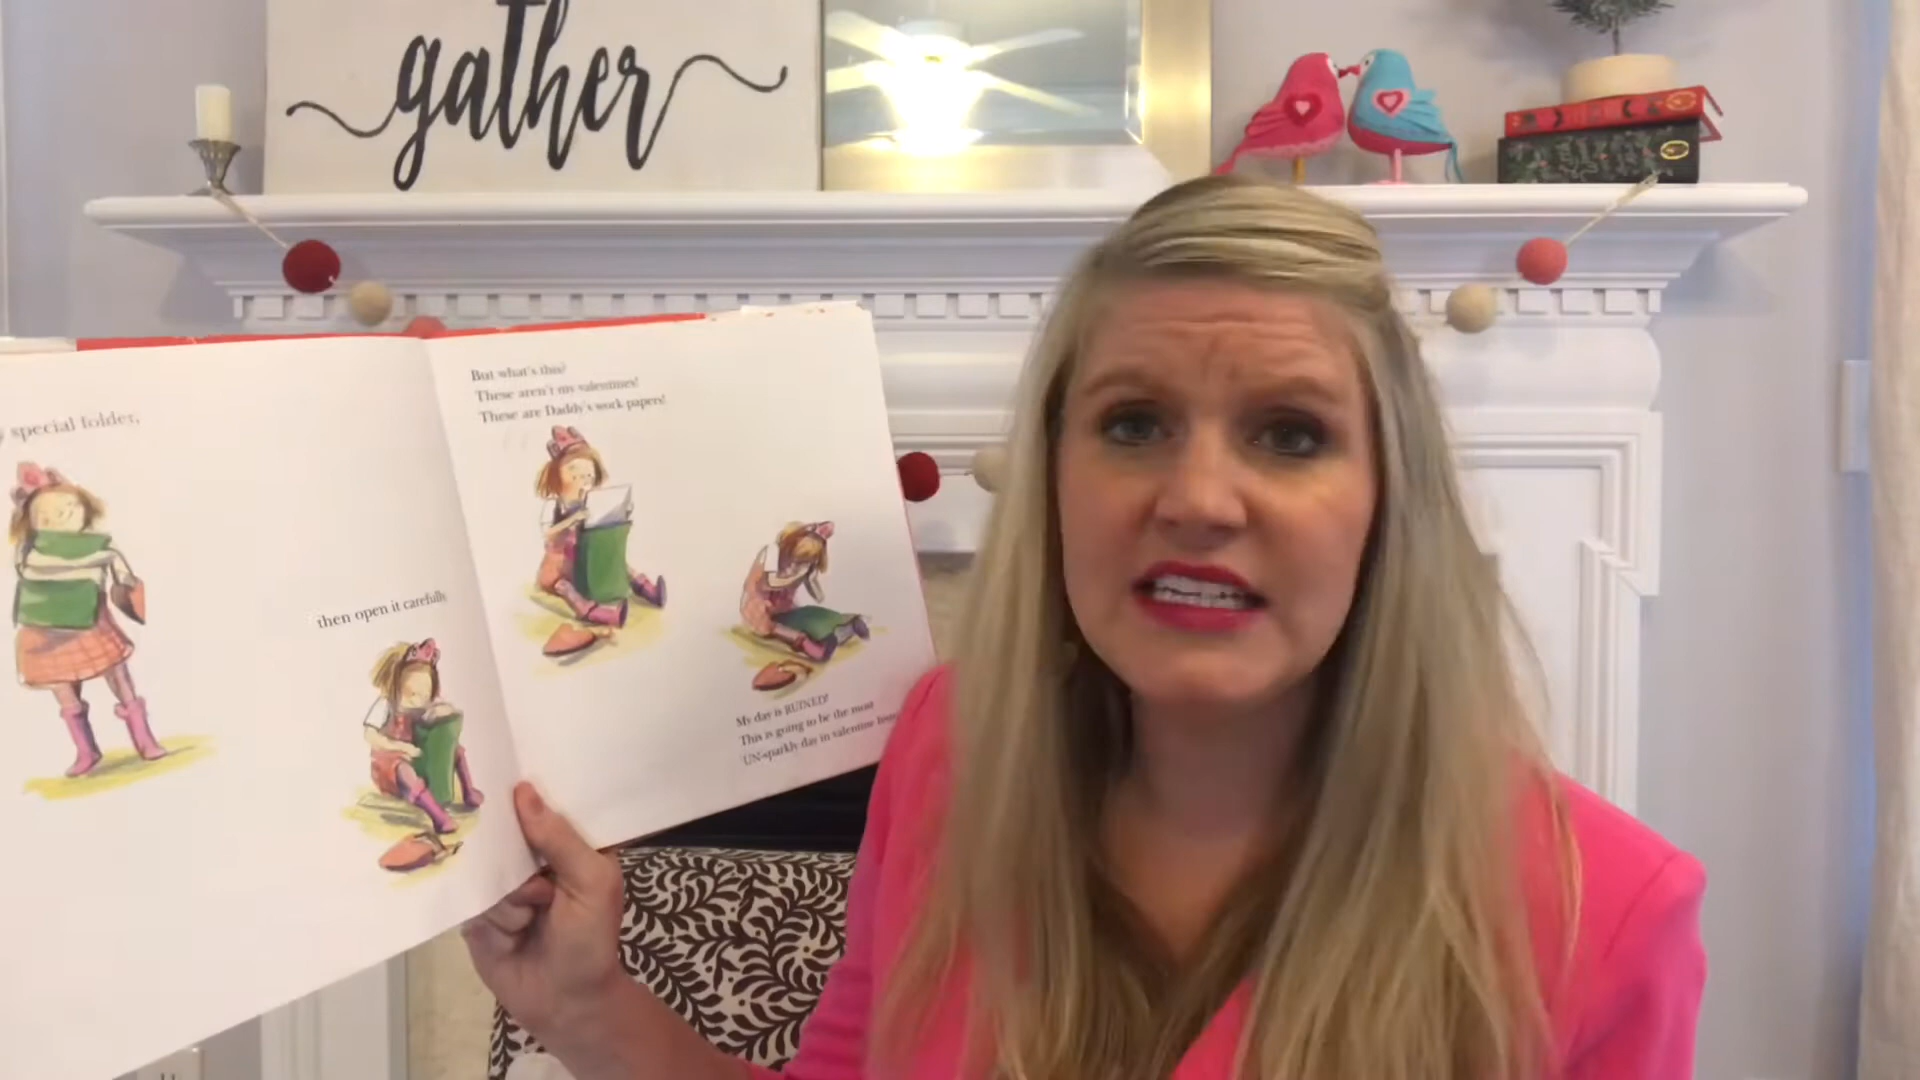 gather
special folder,
then open it carefully
But what's this?
These aren't my valentines!
These are Daddy's work papers!
My day is RUINED!
This is going to be the most
UN-sparkly day in valentine